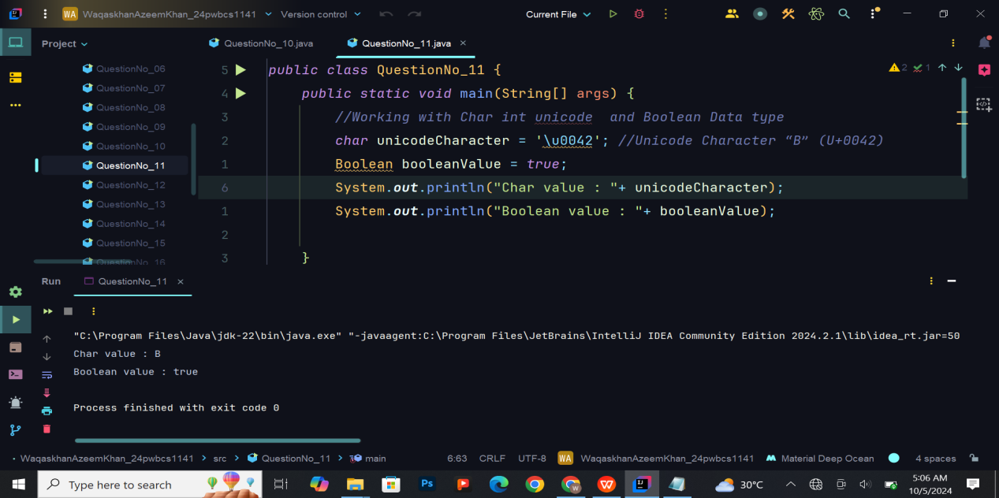 WA WaqaskhanAzeemKhan_24pwbcs1141 Version control Current File
Project QuestionNo_10.java QuestionNo_11.java
QuestionNo_06
QuestionNo_07
QuestionNo_08
QuestionNo_09
QuestionNo_10
QuestionNo_11
QuestionNo_12
QuestionNo_13
QuestionNo_14
QuestionNo_15
QuestionNo_16
5 public class QuestionNo_11 {
4 public static void main(String[] args) {
3 //Working with Char int unicode  and Boolean Data type
2 char unicodeCharacter = '\u0042'; //Unicode Character “B” (U+0042)
1 Boolean booleanValue = true;
6 System.out.println("Char value : "+ unicodeCharacter);
1 System.out.println("Boolean value : "+ booleanValue);
2
3 }
2 1
Run QuestionNo_11
"C:\Program Files\Java\jdk-22\bin\java.exe" "-javaagent:C:\Program Files\JetBrains\IntelliJ IDEA Community Edition 2024.2.1\lib\idea_rt.jar=50
Char value : B
Boolean value : true
Process finished with exit code 0
WaqaskhanAzeemKhan_24pwbcs1141 > src > QuestionNo_11 > main 6:63 CRLF UTF-8 WA WaqaskhanAzeemKhan_24pwbcs1141 Material Deep Ocean 4 spaces
Type here to search Ps 30°C 5:06 AM
10/5/2024